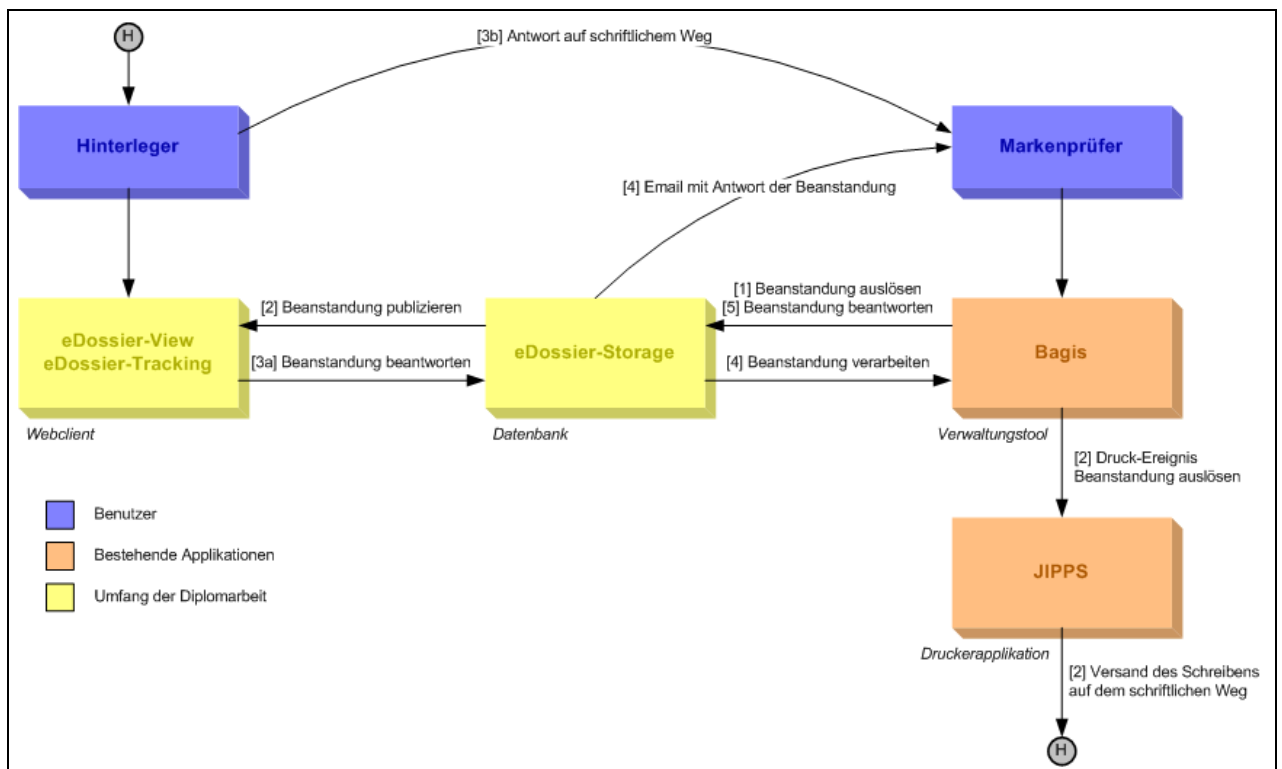 H
[3b] Antwort auf schriftlichem Weg
Hinterleger
Markenprüfer
[4] Email mit Antwort der Beanstandung
[2] Beanstandung publizieren
[1] Beanstandung auslösen
[5] Beanstandung beantworten
eDossier-View
eDossier-Tracking
eDossier-Storage
Bagis
[3a] Beanstandung beantworten
[4] Beanstandung verarbeiten
Webclient
Datenbank
Verwaltungstool
[2] Druck-Ereignis
Beanstandung auslösen
Benutzer
Bestehende Applikationen
Umfang der Diplomarbeit
JIPPS
Druckerapplikation
[2] Versand des Schreibens
auf dem schriftlichen Weg
H